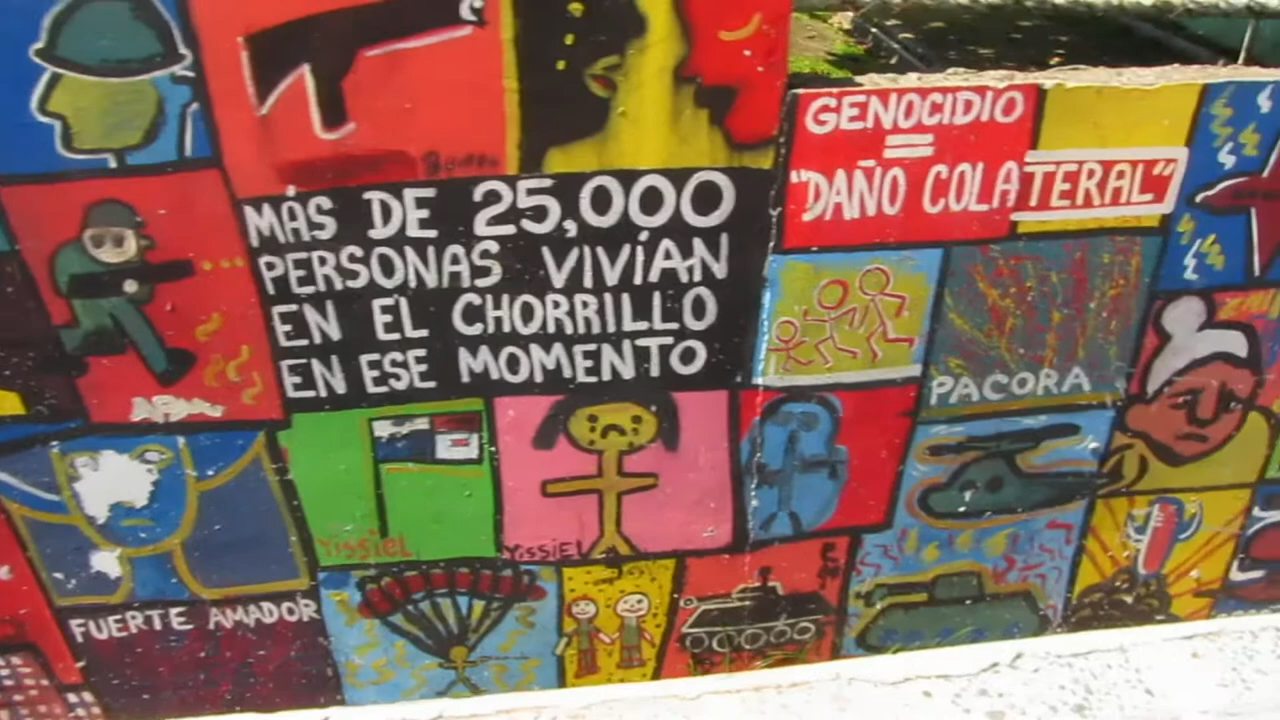 GENOCIDIO
=
"DAÑO COLATERAL"
MÁS DE 25,000
PERSONAS VIVÍAN
EN EL CHORRILLO
EN ESE MOMENTO
PACORA
YissiEL
YissiEL
FUERTE AMADOR